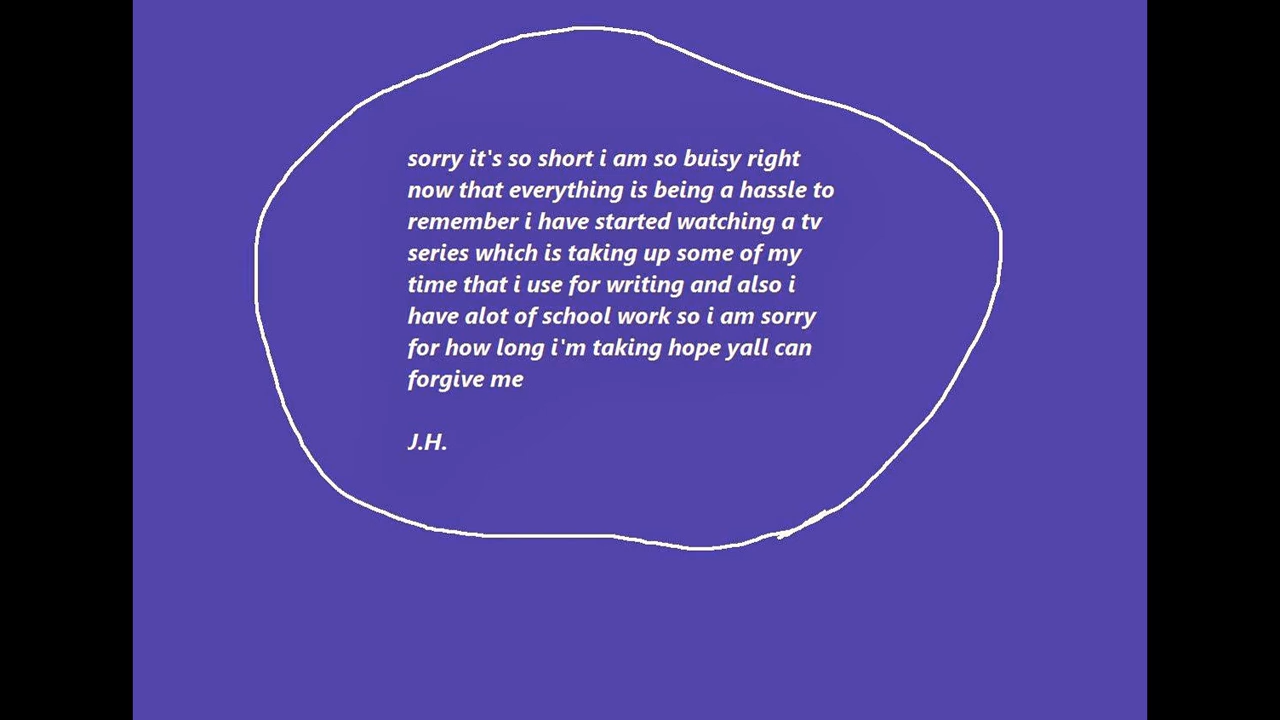 sorry it's so short i am so buisy right
now that everything is being a hassle to
remember i have started watching a tv
series which is taking up some of my
time that i use for writing and also i
have alot of school work so i am sorry
for how long i'm taking hope yall can
forgive me
J.H.